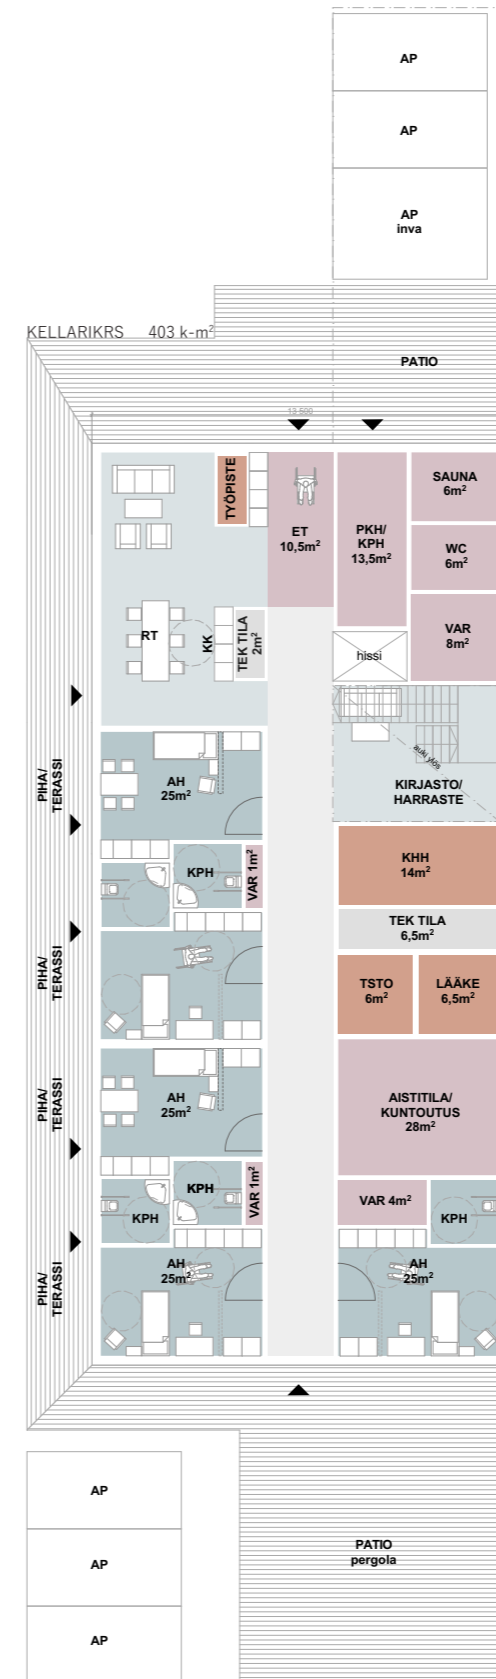 AP
AP
AP
inva
KELLARIKRS 403 k-m²
PATIO
13 500
TYÖPISTE
ET
10,5m²
PKH/
KPH
13,5m²
SAUNA
6m²
WC
6m²
VAR
8m²
RT
KK
TEK TILA
2m²
hissi
auki ylös
KIRJASTO/
HARRASTE
PIHA/
TERASSI
AH
25m²
KPH
VAR 1m²
KHH
14m²
TEK TILA
6,5m²
PIHA/
TERASSI
TSTO
6m²
LÄÄKE
6,5m²
PIHA/
TERASSI
AH
25m²
AISTITILA/
KUNTOUTUS
28m²
KPH
KPH
VAR 1m²
VAR 4m²
KPH
PIHA/
TERASSI
AH
25m²
AH
25m²
AP
AP
AP
PATIO
pergola